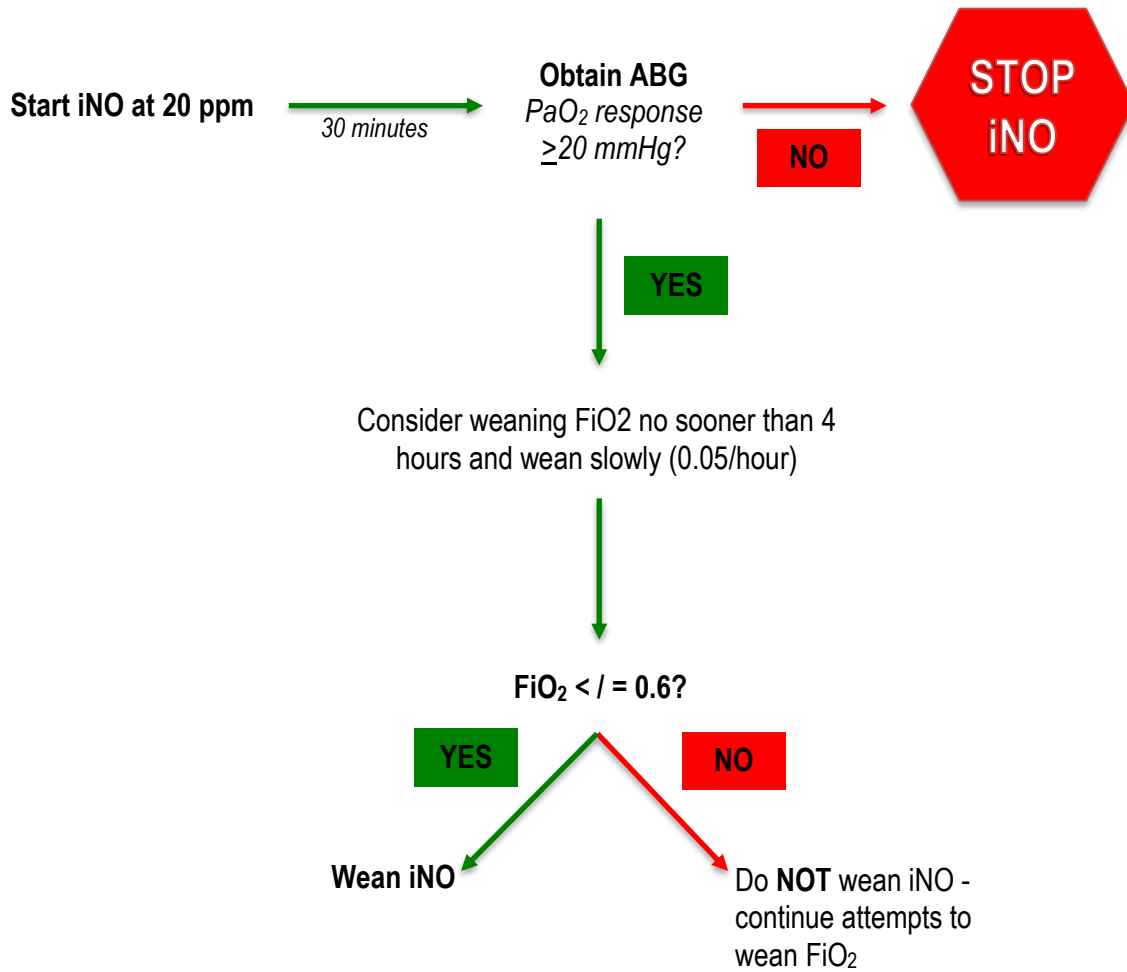 Start iNO at 20 ppm
30 minutes
Obtain ABG
PaO₂ response
≥20 mmHg?
NO
STOP
iNO
YES
Consider weaning FiO2 no sooner than 4
hours and wean slowly (0.05/hour)
FiO₂ < / = 0.6?
YES
NO
Wean iNO
Do NOT wean iNO -
continue attempts to
wean FiO₂